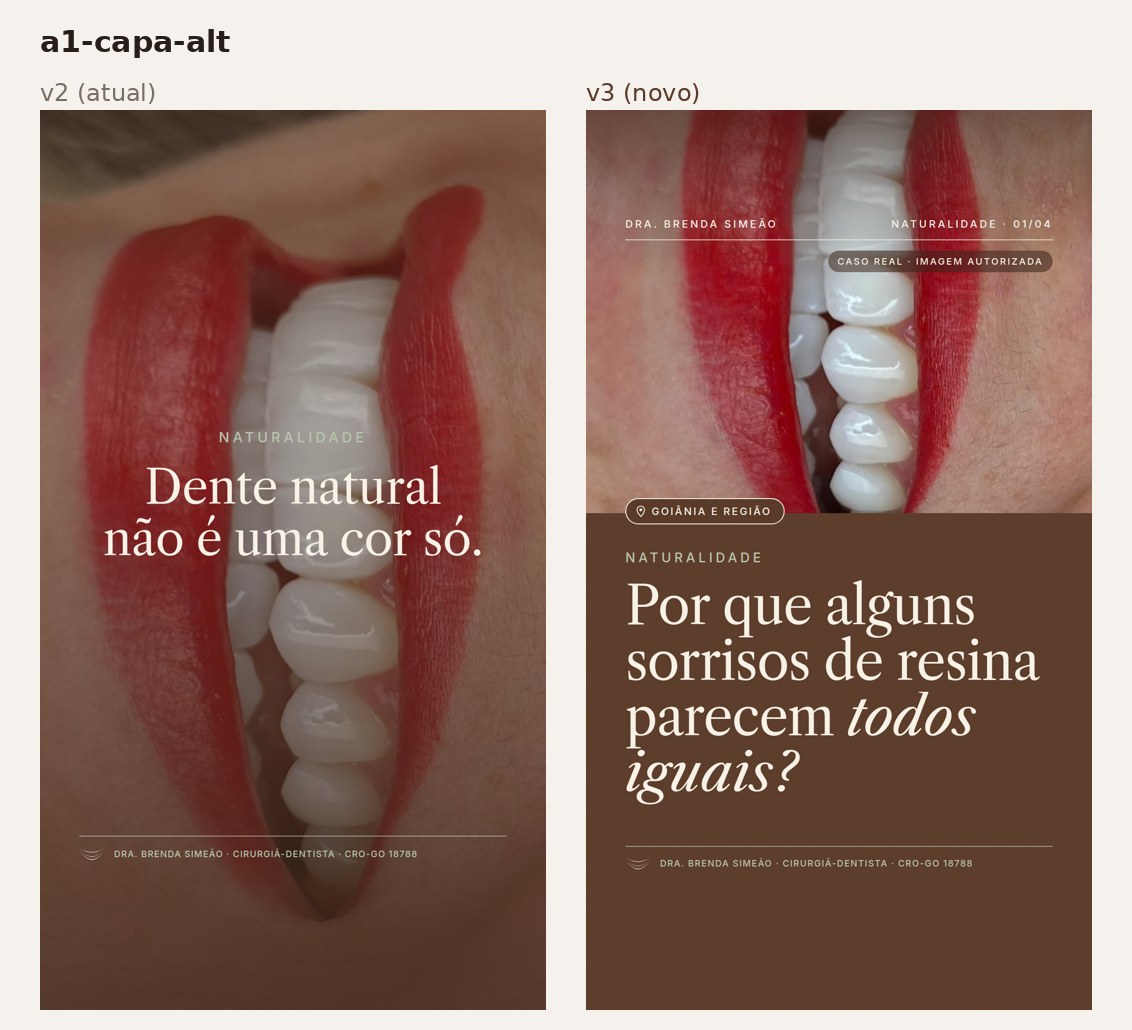 a1-capa-alt
v2 (atual)
NATURALIDADE
Dente natural
não é uma cor só.
DRA. BRENDA SIMEÃO · CIRURGIÃ-DENTISTA · CRO-GO 18788
v3 (novo)
DRA. BRENDA SIMEÃO
NATURALIDADE · 01/04
CASO REAL · IMAGEM AUTORIZADA
GOIÂNIA E REGIÃO
NATURALIDADE
Por que alguns
sorrisos de resina
parecem todos
iguais?
DRA. BRENDA SIMEÃO · CIRURGIÃ-DENTISTA · CRO-GO 18788